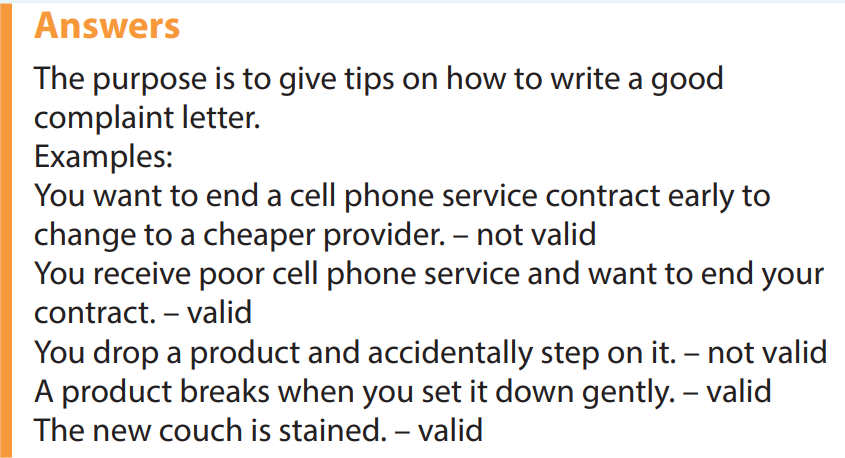 Answers
The purpose is to give tips on how to write a good
complaint letter.
Examples:
You want to end a cell phone service contract early to
change to a cheaper provider. – not valid
You receive poor cell phone service and want to end your
contract. – valid
You drop a product and accidentally step on it. – not valid
A product breaks when you set it down gently. – valid
The new couch is stained. – valid